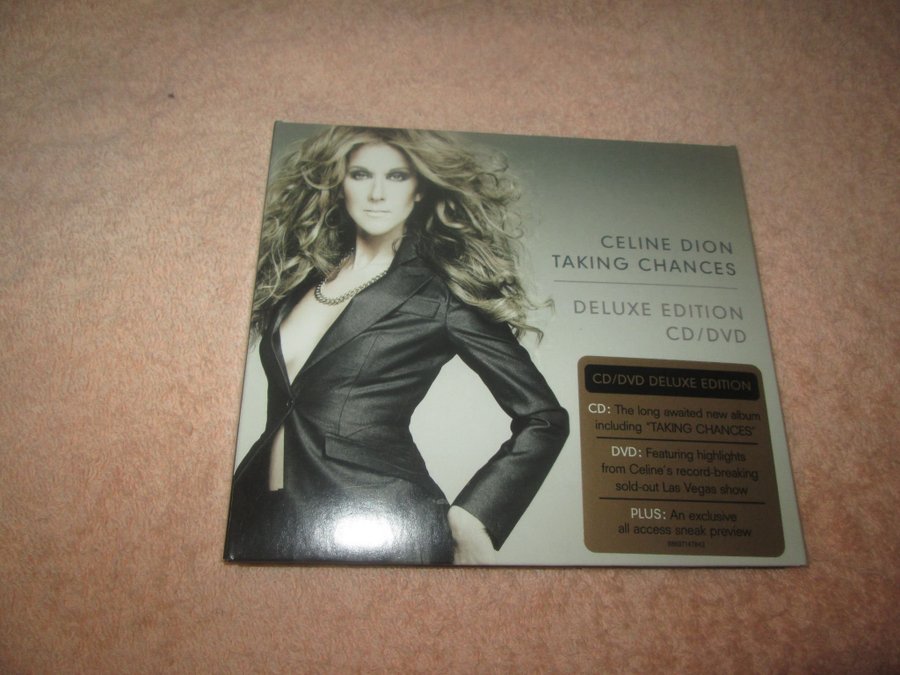 CELINE DION
TAKING CHANCES
DELUXE EDITION
CD/DVD
CD/DVD DELUXE EDITION
CD: The long awaited new album
including "TAKING CHANCES"
DVD: Featuring highlights
from Celine's record-breaking
sold-out Las Vegas show
PLUS: An exclusive
all access sneak preview